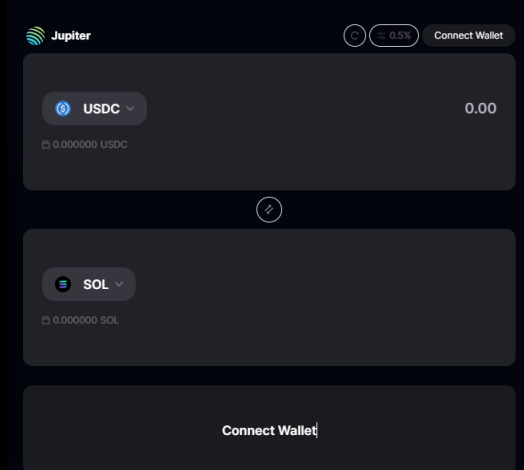 Jupiter
0.5%
Connect Wallet
USDC
0.00
0.000000 USDC
SOL
0.000000 SOL
Connect Wallet